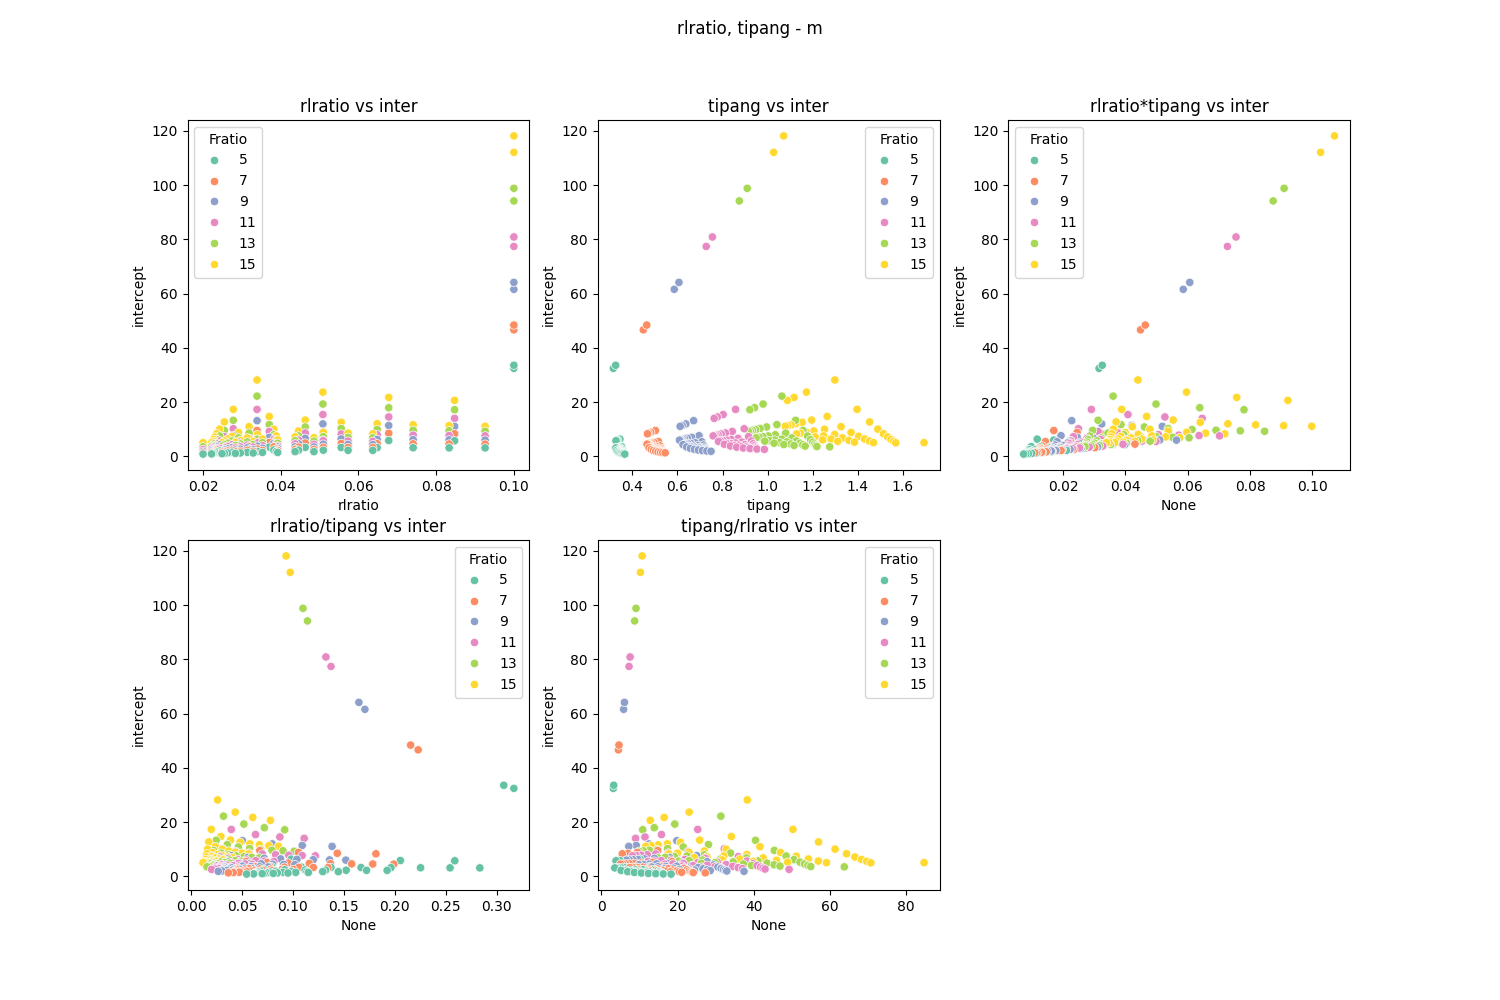 rlratio, tipang - m
rlratio vs inter
120
100
80
60
40
20
0
intercept
Fratio
5
7
9
11
13
15
0.02 0.04 0.06 0.08 0.10
rlratio
tipang vs inter
120
100
80
60
40
20
0
intercept
Fratio
5
7
9
11
13
15
0.4 0.6 0.8 1.0 1.2 1.4 1.6
tipang
rlratio*tipang vs inter
120
100
80
60
40
20
0
intercept
Fratio
5
7
9
11
13
15
0.02 0.04 0.06 0.08 0.10
None
rlratio/tipang vs inter
120
100
80
60
40
20
0
intercept
Fratio
5
7
9
11
13
15
0.00 0.05 0.10 0.15 0.20 0.25 0.30
None
tipang/rlratio vs inter
120
100
80
60
40
20
0
intercept
Fratio
5
7
9
11
13
15
0 20 40 60 80
None